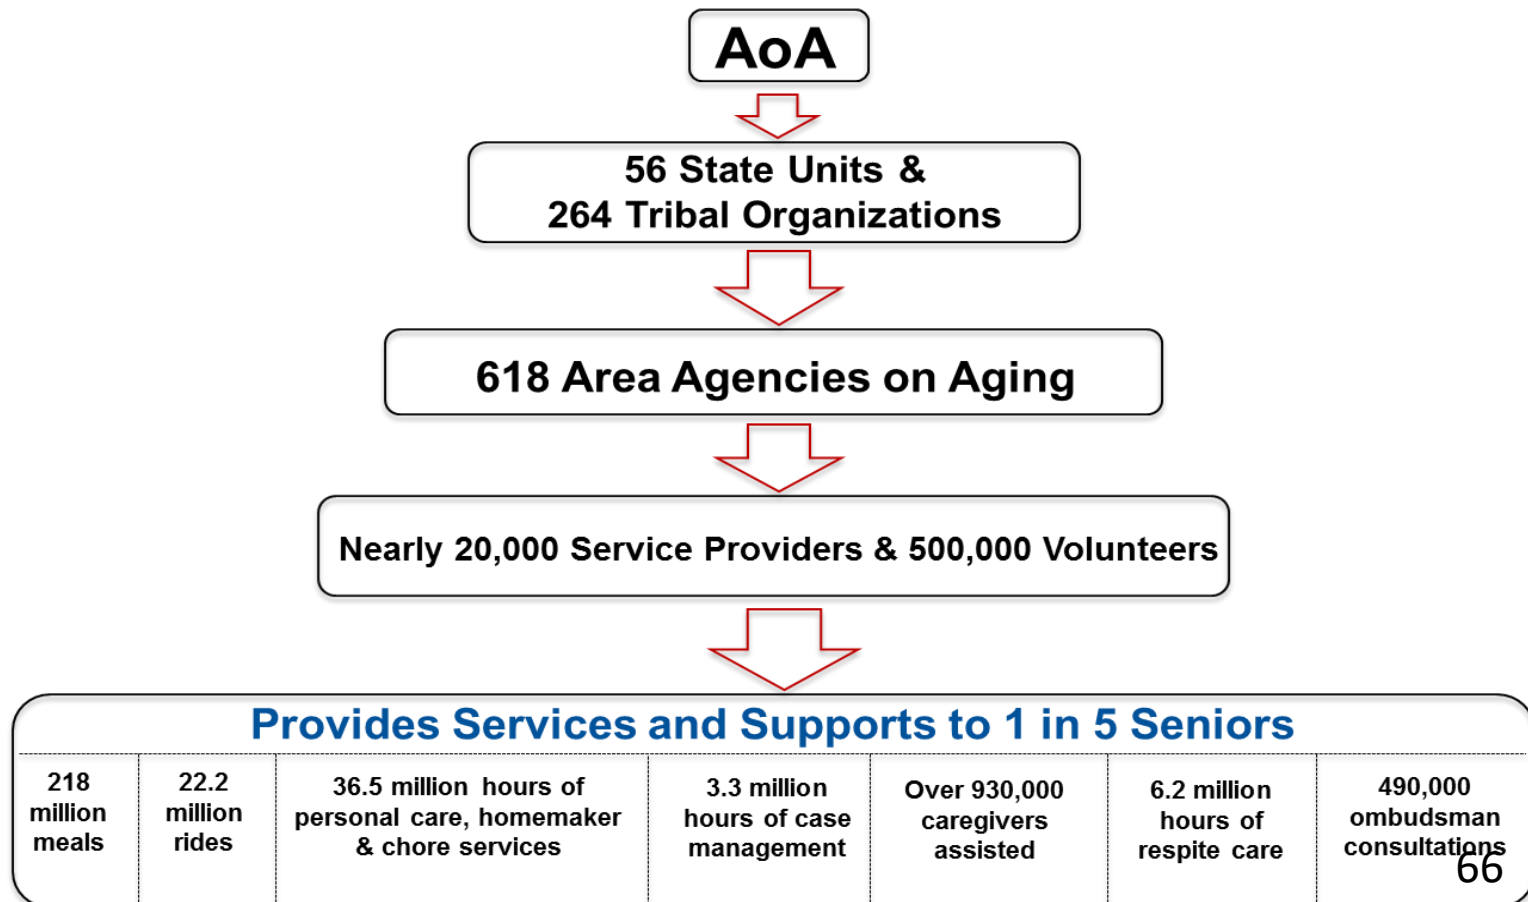 AoA
56 State Units &
264 Tribal Organizations
618 Area Agencies on Aging
Nearly 20,000 Service Providers & 500,000 Volunteers
Provides Services and Supports to 1 in 5 Seniors
218
million
meals
22.2
million
rides
36.5 million hours of
personal care, homemaker
& chore services
3.3 million
hours of case
management
Over 930,000
caregivers
assisted
6.2 million
hours of
respite care
490,000
ombudsman
consultations
66